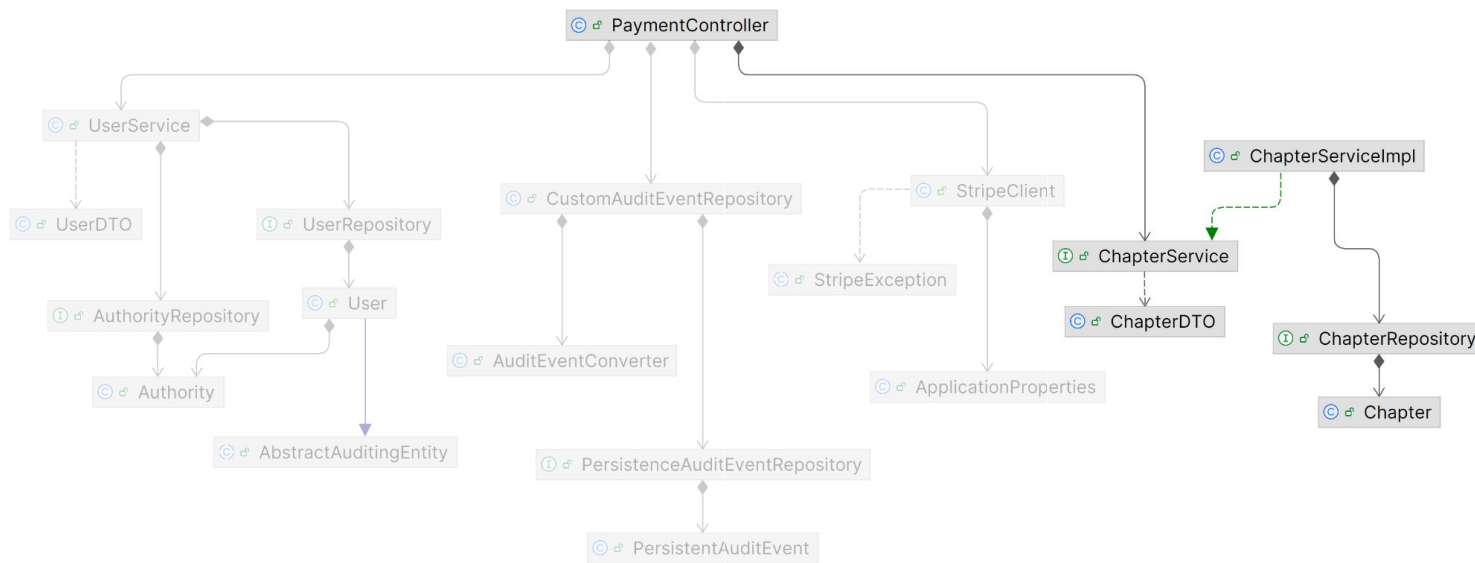 PaymentController
UserService
ChapterServiceImpl
CustomAuditEventRepository
StripeClient
UserDTO
UserRepository
ChapterService
StripeException
User
AuthorityRepository
ChapterDTO
ChapterRepository
AuditEventConverter
Authority
ApplicationProperties
Chapter
AbstractAuditingEntity
PersistenceAuditEventRepository
PersistentAuditEvent